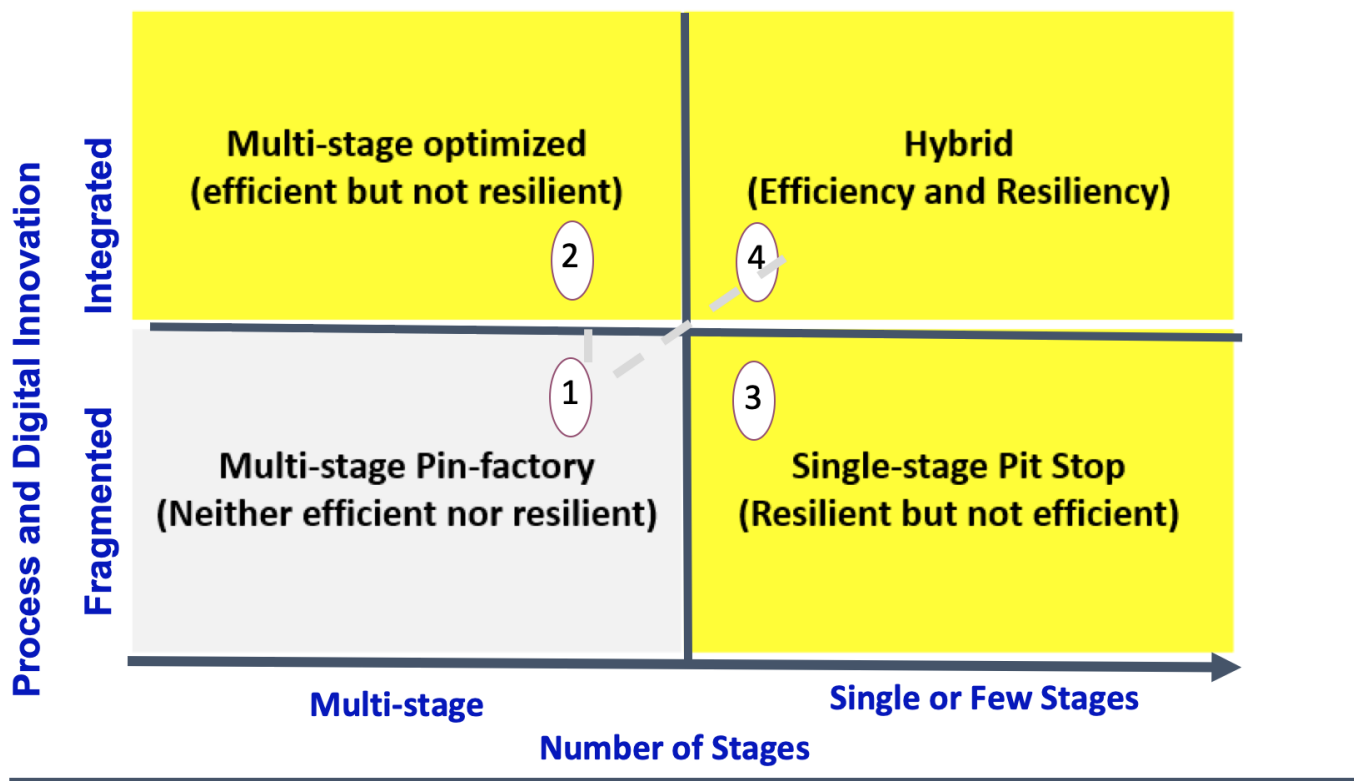 Process and Digital Innovation
Integrated
Fragmented
Multi-stage optimized
(efficient but not resilient)
2
Hybrid
(Efficiency and Resiliency)
4
1
Multi-stage Pin-factory
(Neither efficient nor resilient)
3
Single-stage Pit Stop
(Resilient but not efficient)
Multi-stage
Single or Few Stages
Number of Stages